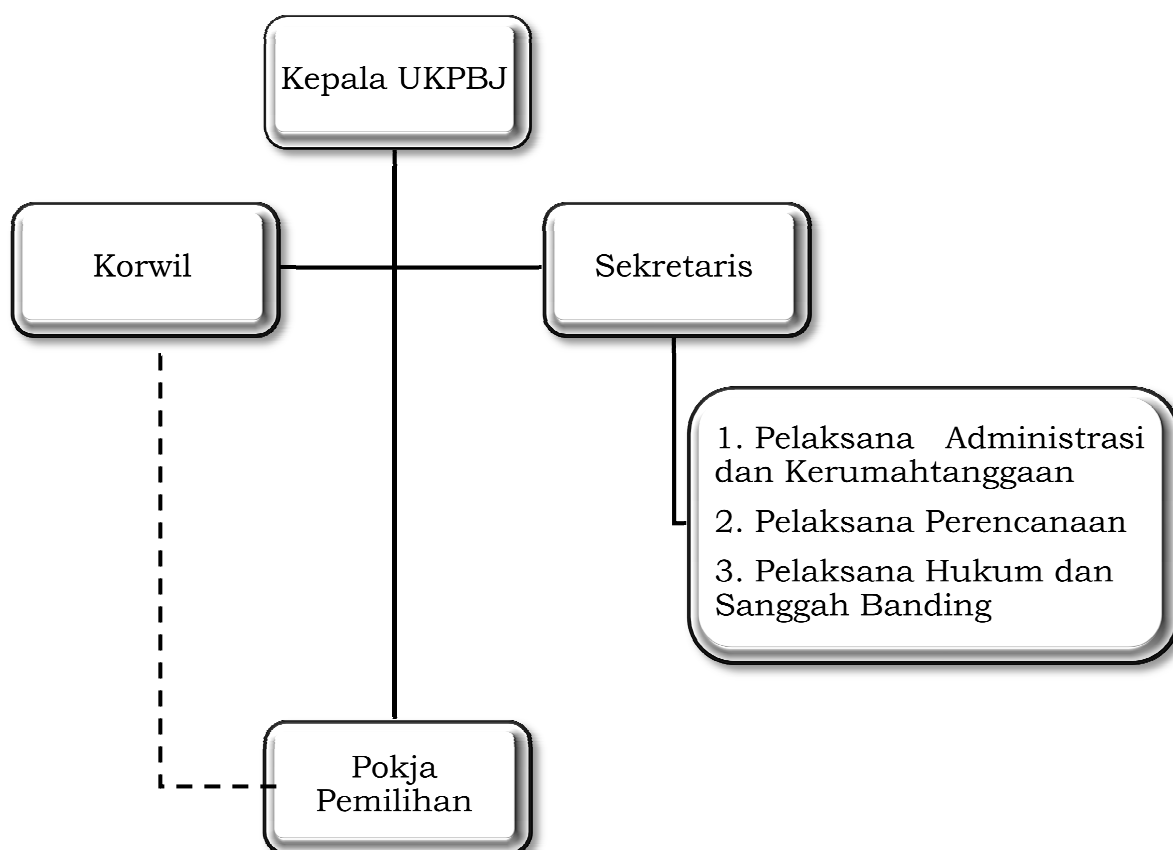 Kepala UKPBJ
Korwil
Sekretaris
1. Pelaksana Administrasi
dan Kerumahtanggaan
2. Pelaksana Perencanaan
3. Pelaksana Hukum dan
Sanggah Banding
Pokja
Pemilihan